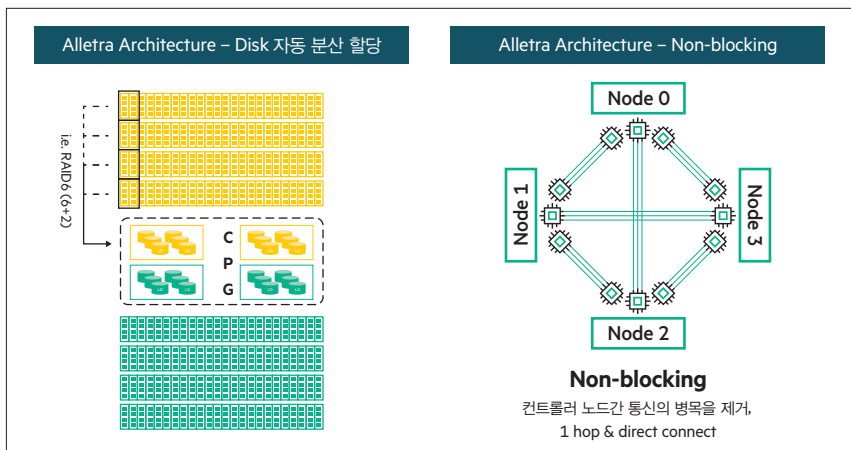 Alletra Architecture – Disk 자동 분산 할당
i.e. RAID6 (6+2)
C
P
G
Alletra Architecture – Non-blocking
Node 0
Node 1
Node 3
Node 2
Non-blocking
컨트롤러 노드간 통신의 병목을 제거,
1 hop & direct connect